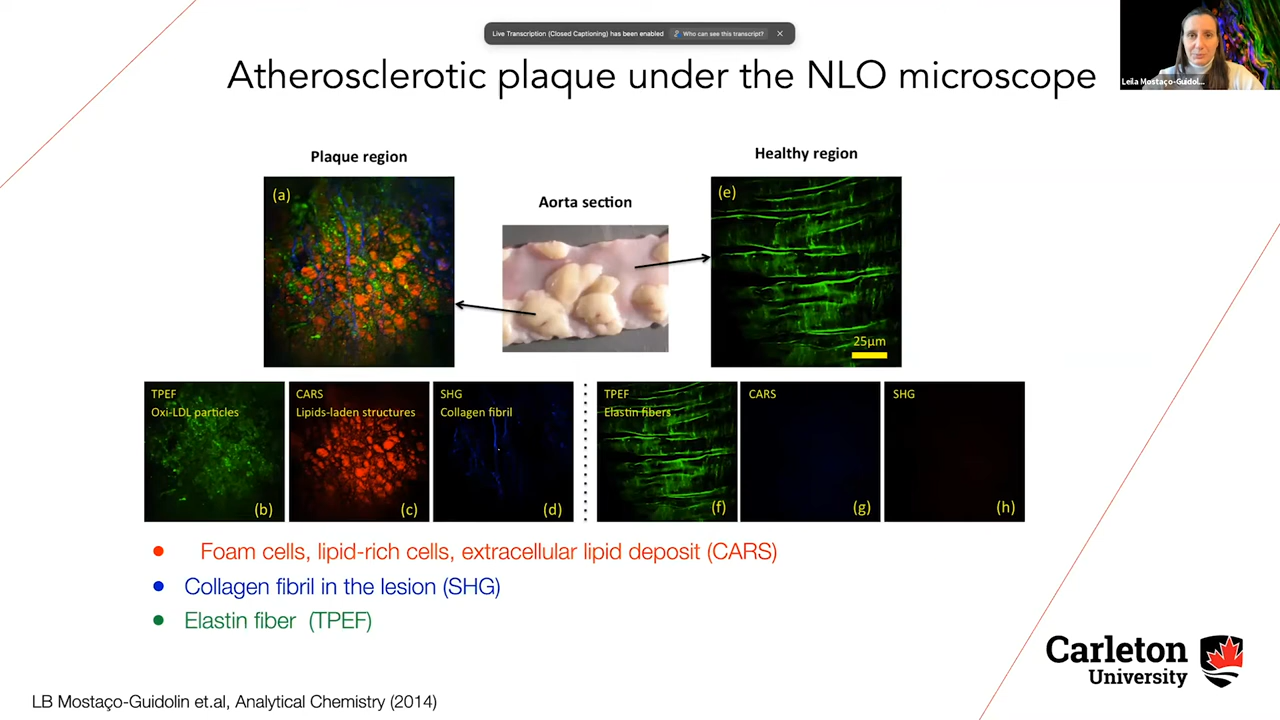 Live Transcription (Closed Captioning) has been enabled Who can see this transcript?
Leila Mostaço-Guidol...
Atherosclerotic plaque under the NLO microscope
Plaque region
Healthy region
Aorta section
(a)
(e)
25µm
TPEF
Oxi-LDL particles
(b)
CARS
Lipids-laden structures
(c)
SHG
Collagen fibril
(d)
TPEF
Elastin fibers
(f)
CARS
(g)
SHG
(h)
Foam cells, lipid-rich cells, extracellular lipid deposit (CARS)
Collagen fibril in the lesion (SHG)
Elastin fiber (TPEF)
Carleton
University
LB Mostaço-Guidolin et.al, Analytical Chemistry (2014)